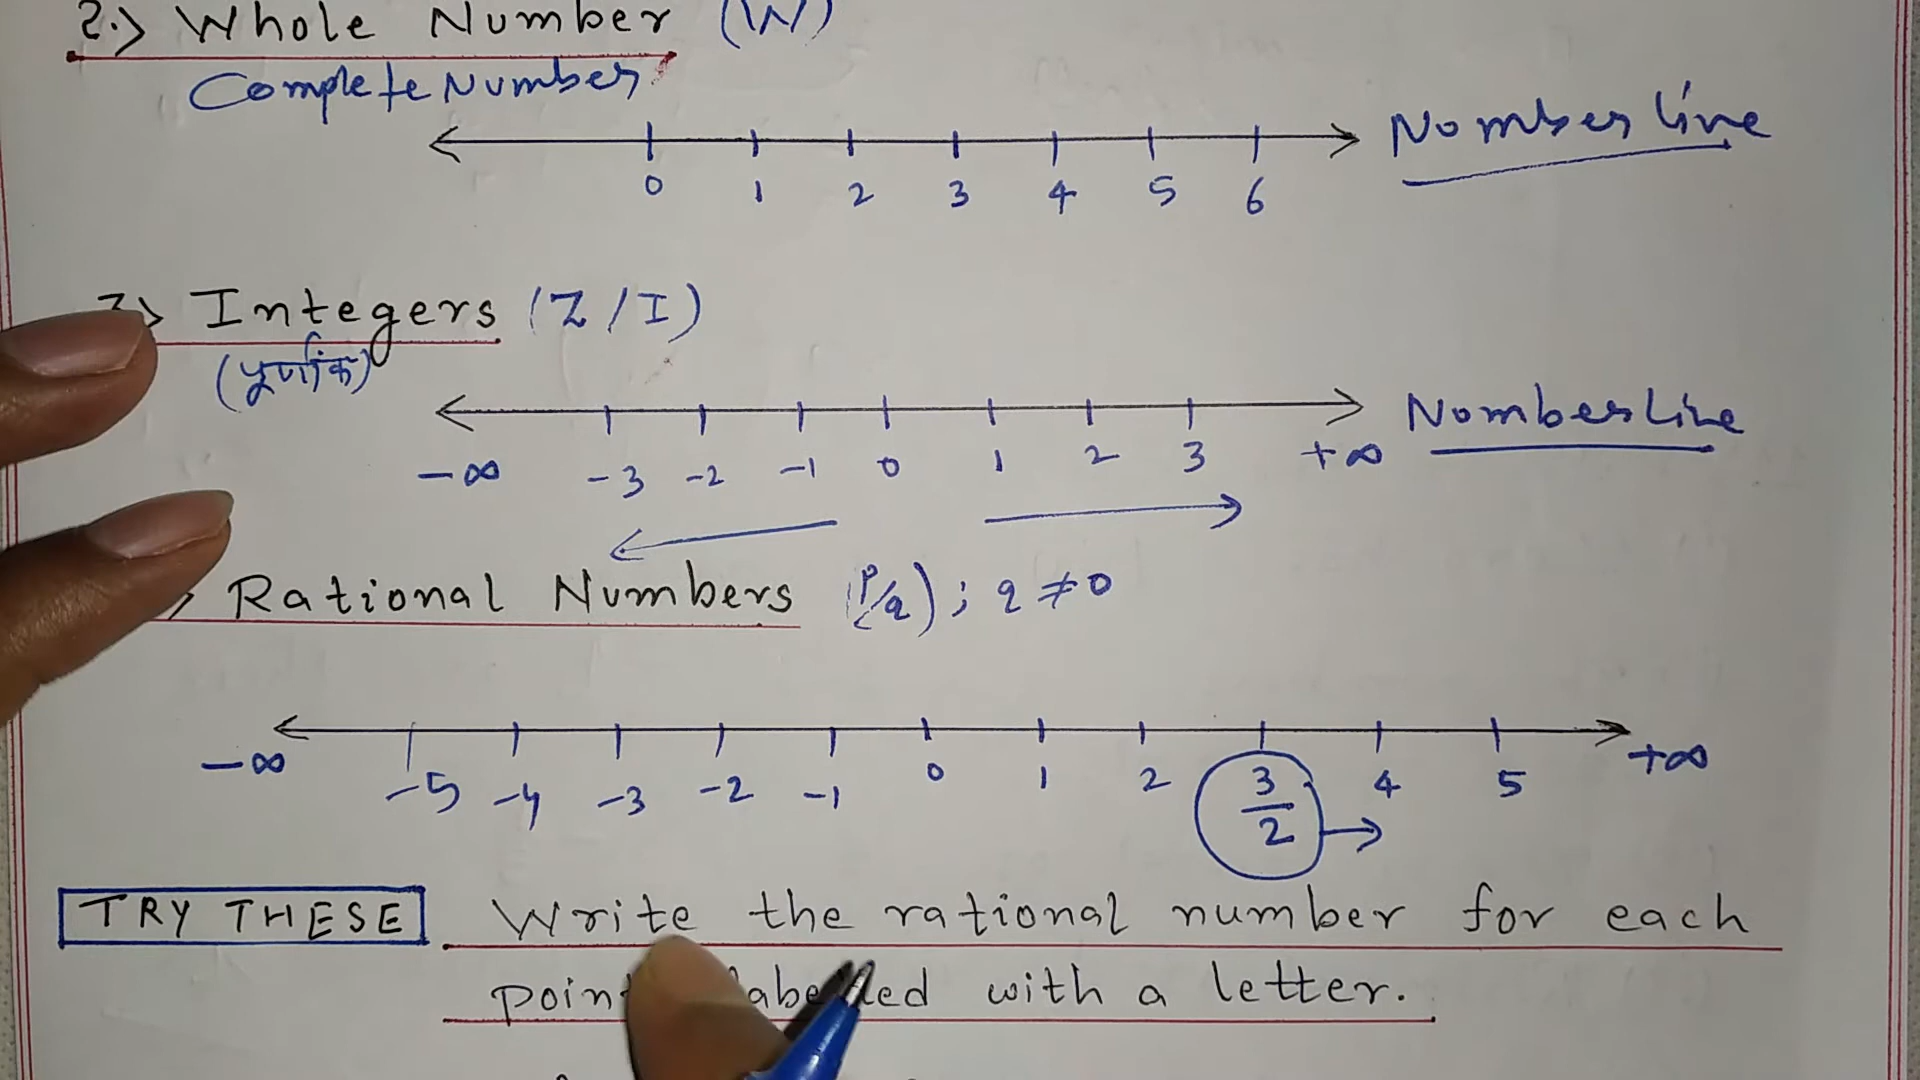 2.) Whole Number (W)
Complete Number
Number line
0 1 2 3 4 5 6
Integers (Z/I)
(पूर्णांक)
Number Line
-∞ -3 -2 -1 0 1 2 3 +∞
Rational Numbers (P/q) ; q ≠ 0
-∞ -5 -4 -3 -2 -1 0 1 2 3/2 4 5 +∞
TRY THESE Write the rational number for each
with a letter.